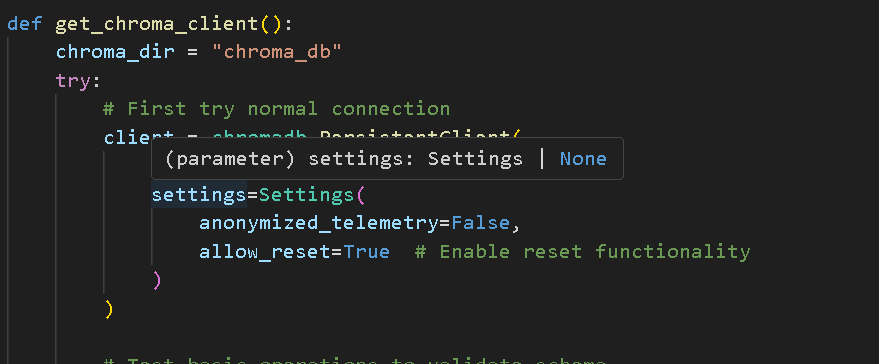 def get_chroma_client():
    chroma_dir = "chroma_db"
    try:
        # First try normal connection
        client = chromadb.PersistentClient(
(parameter) settings: Settings | None
            settings=Settings(
                anonymized_telemetry=False,
                allow_reset=True  # Enable reset functionality
            )
        )
        # Test basic operations to validate schema